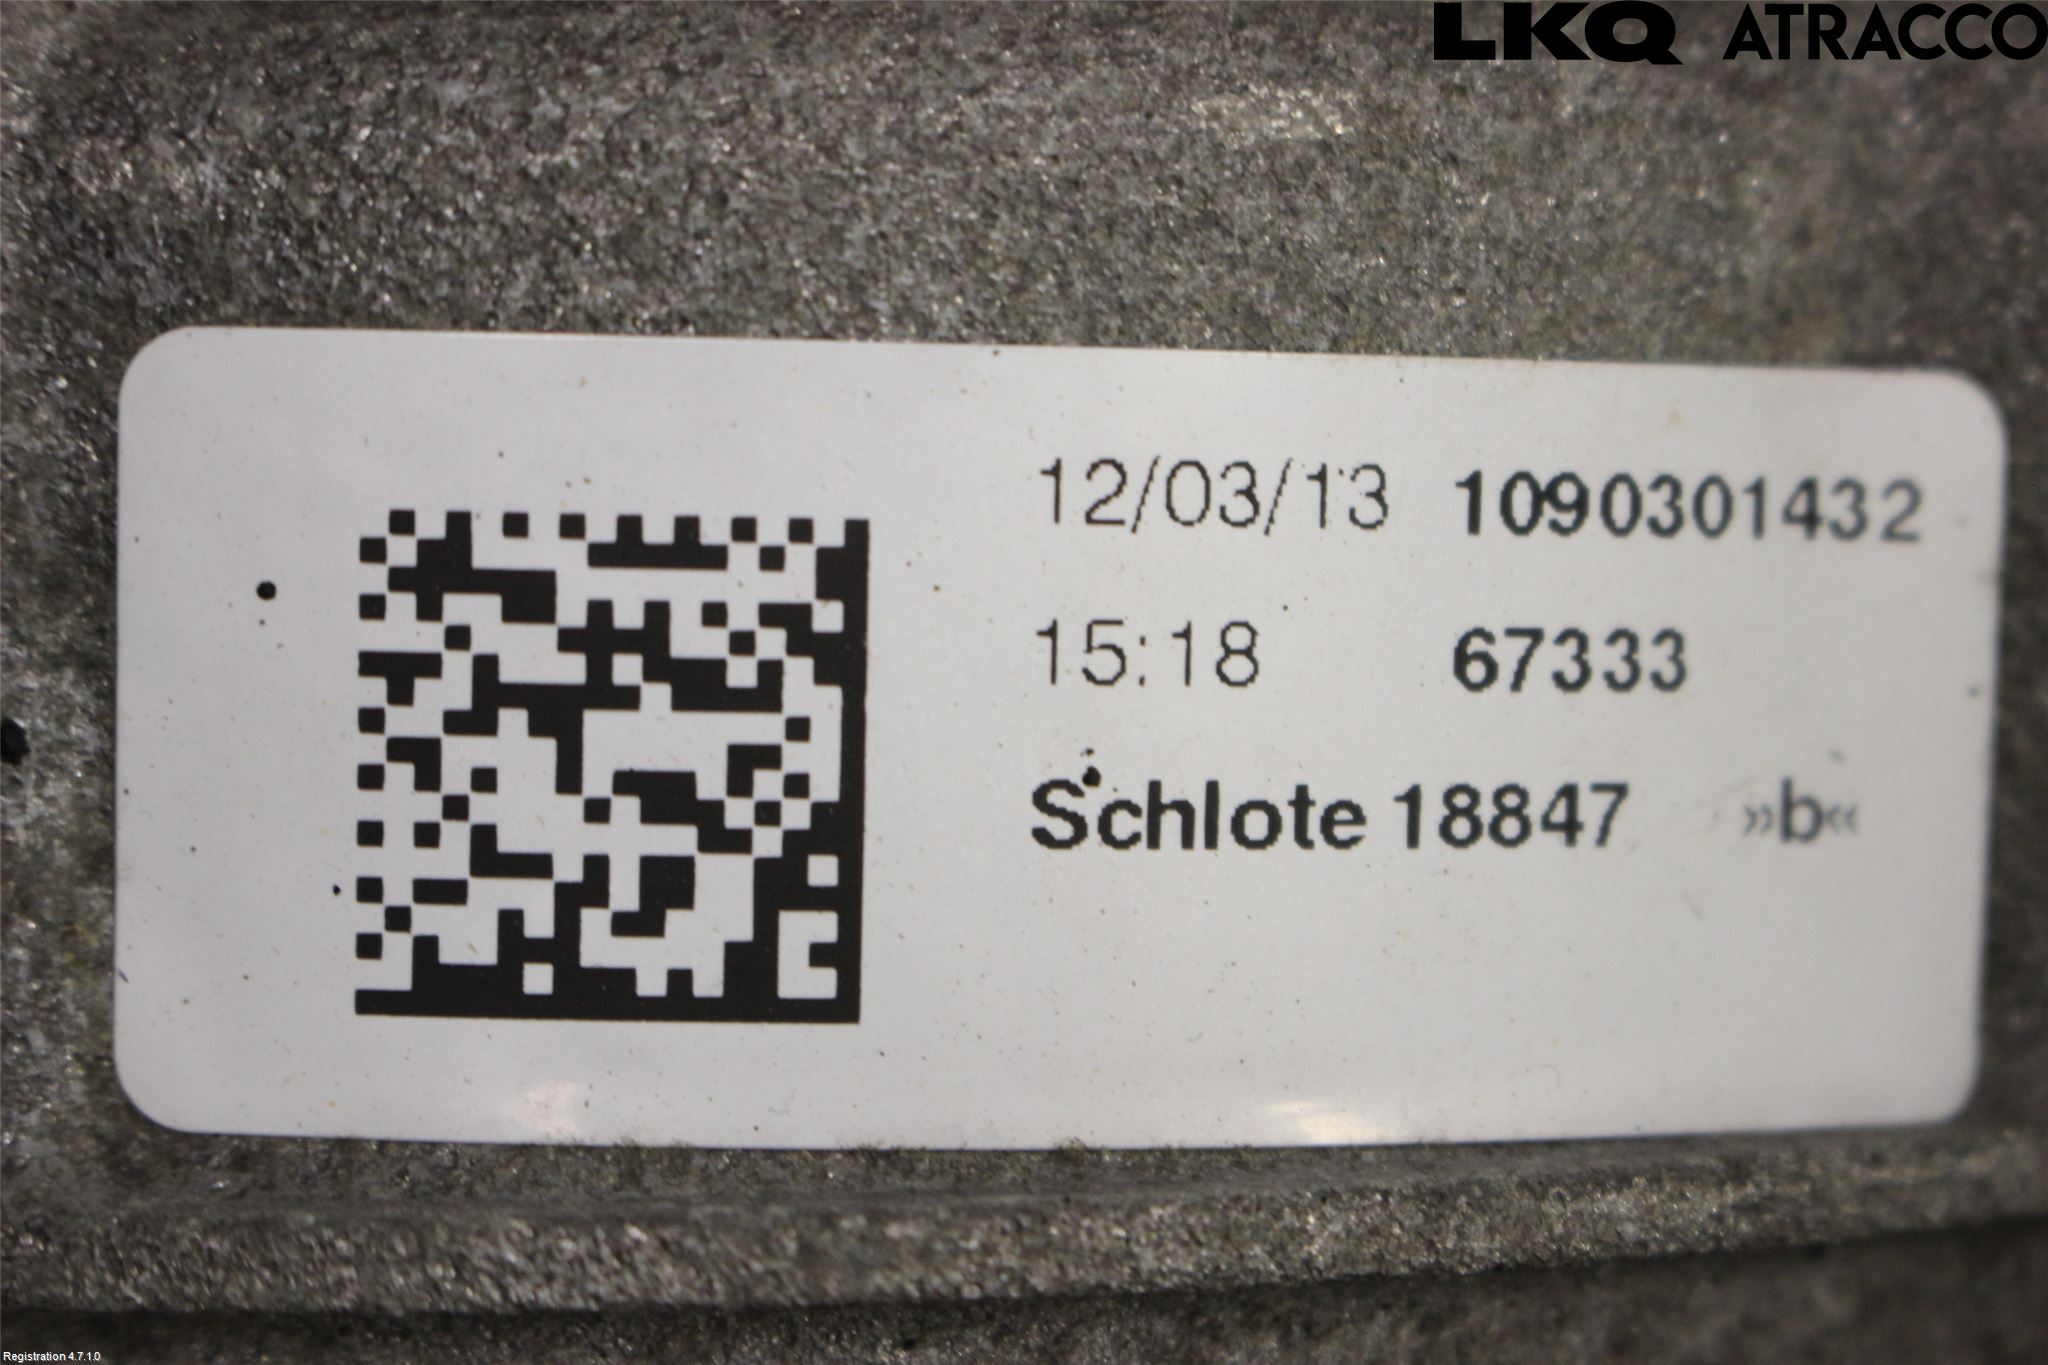 LKQ ATRACCO
12/03/13 1090301432
15:18 67333
Schlote 18847 »b«
Registration 4.7.1.0